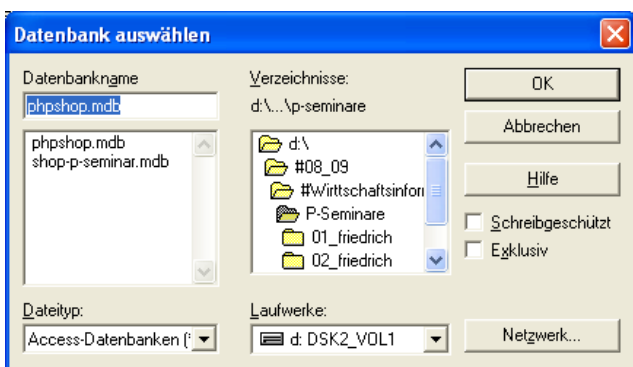 Datenbank auswählen
Datenbankname
phpshop.mdb
phpshop.mdb
shop-p-seminar.mdb
Dateityp:
Access-Datenbanken (*
Verzeichnisse:
d:\...\p-seminare
d:\
#08_09
#Wirttschaftsinfon
P-Seminare
01_friedrich
02_friedrich
Laufwerke:
d: DSK2_VOL1
OK
Abbrechen
Hilfe
Schreibgeschützt
Exklusiv
Netzwerk...